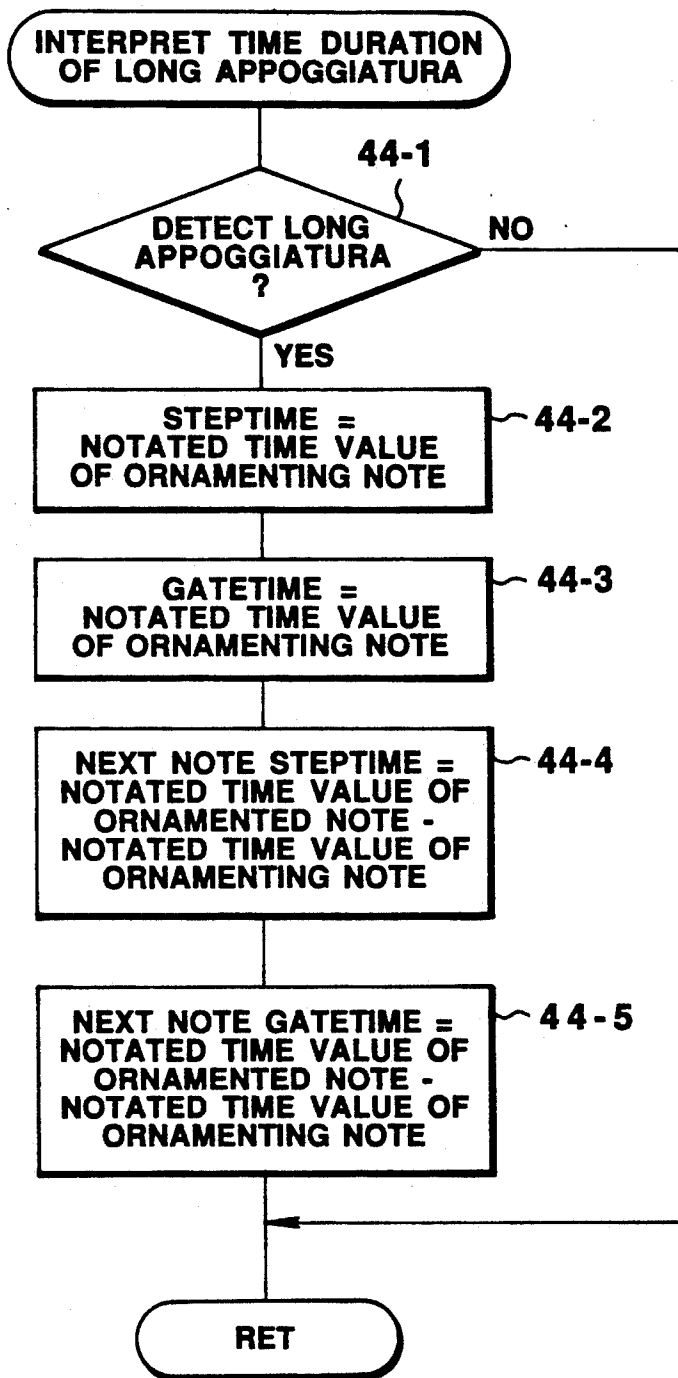 INTERPRET TIME DURATION
OF LONG APPOGGIATURA
44-1
DETECT LONG
APPOGGIATURA
?
NO
YES
STEPTIME =
NOTATED TIME VALUE
OF ORNAMENTING NOTE
44-2
GATETIME =
NOTATED TIME VALUE
OF ORNAMENTING NOTE
44-3
NEXT NOTE STEPTIME =
NOTATED TIME VALUE OF
ORNAMENTED NOTE -
NOTATED TIME VALUE OF
ORNAMENTING NOTE
44-4
NEXT NOTE GATETIME =
NOTATED TIME VALUE OF
ORNAMENTED NOTE -
NOTATED TIME VALUE OF
ORNAMENTING NOTE
44-5
RET